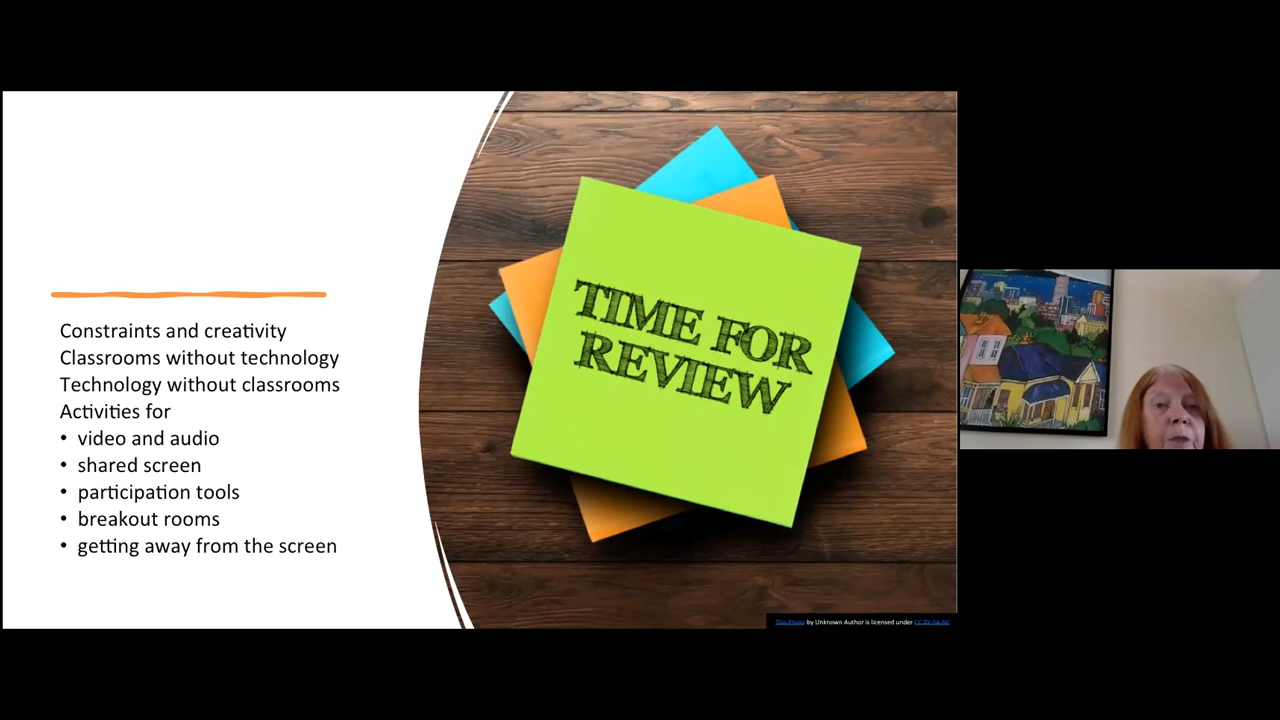 Constraints and creativity
Classrooms without technology
Technology without classrooms
Activities for
• video and audio
• shared screen
• participation tools
• breakout rooms
• getting away from the screen
TIME FOR
REVIEW
This Photo by Unknown Author is licensed under CC BY-SA-NC